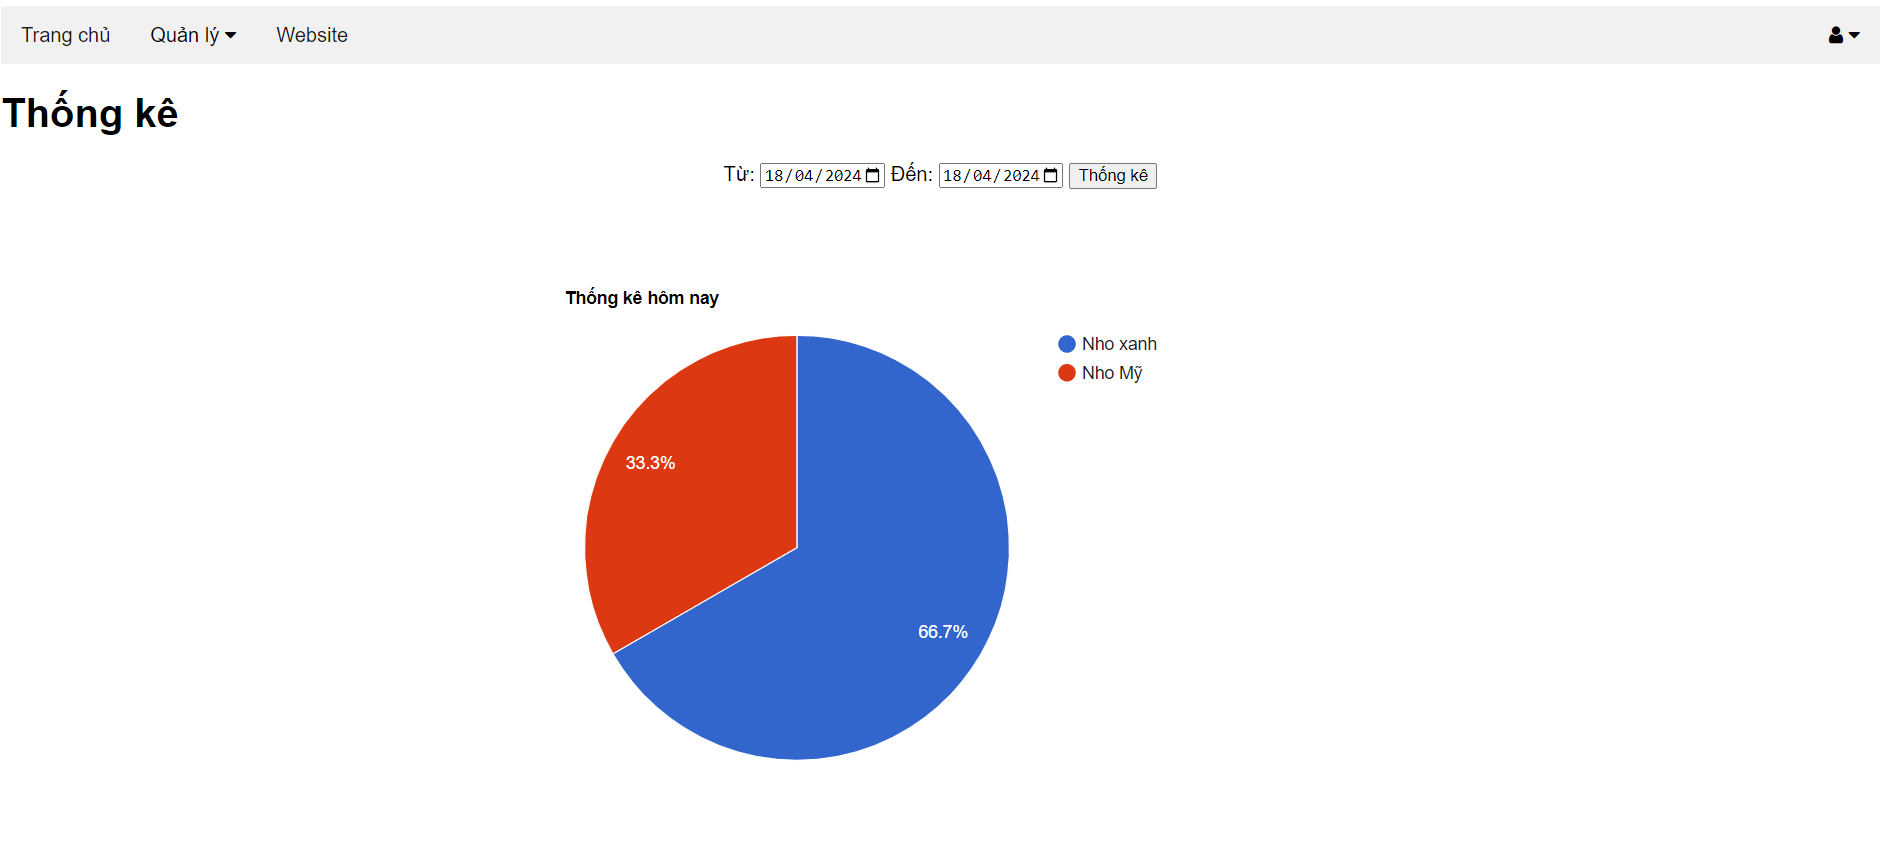 Trang chủ Quản lý Website
Thống kê
Từ: 18/04/2024 Đến: 18/04/2024 Thống kê
Thống kê hôm nay
Nho xanh
Nho Mỹ
33.3%
66.7%